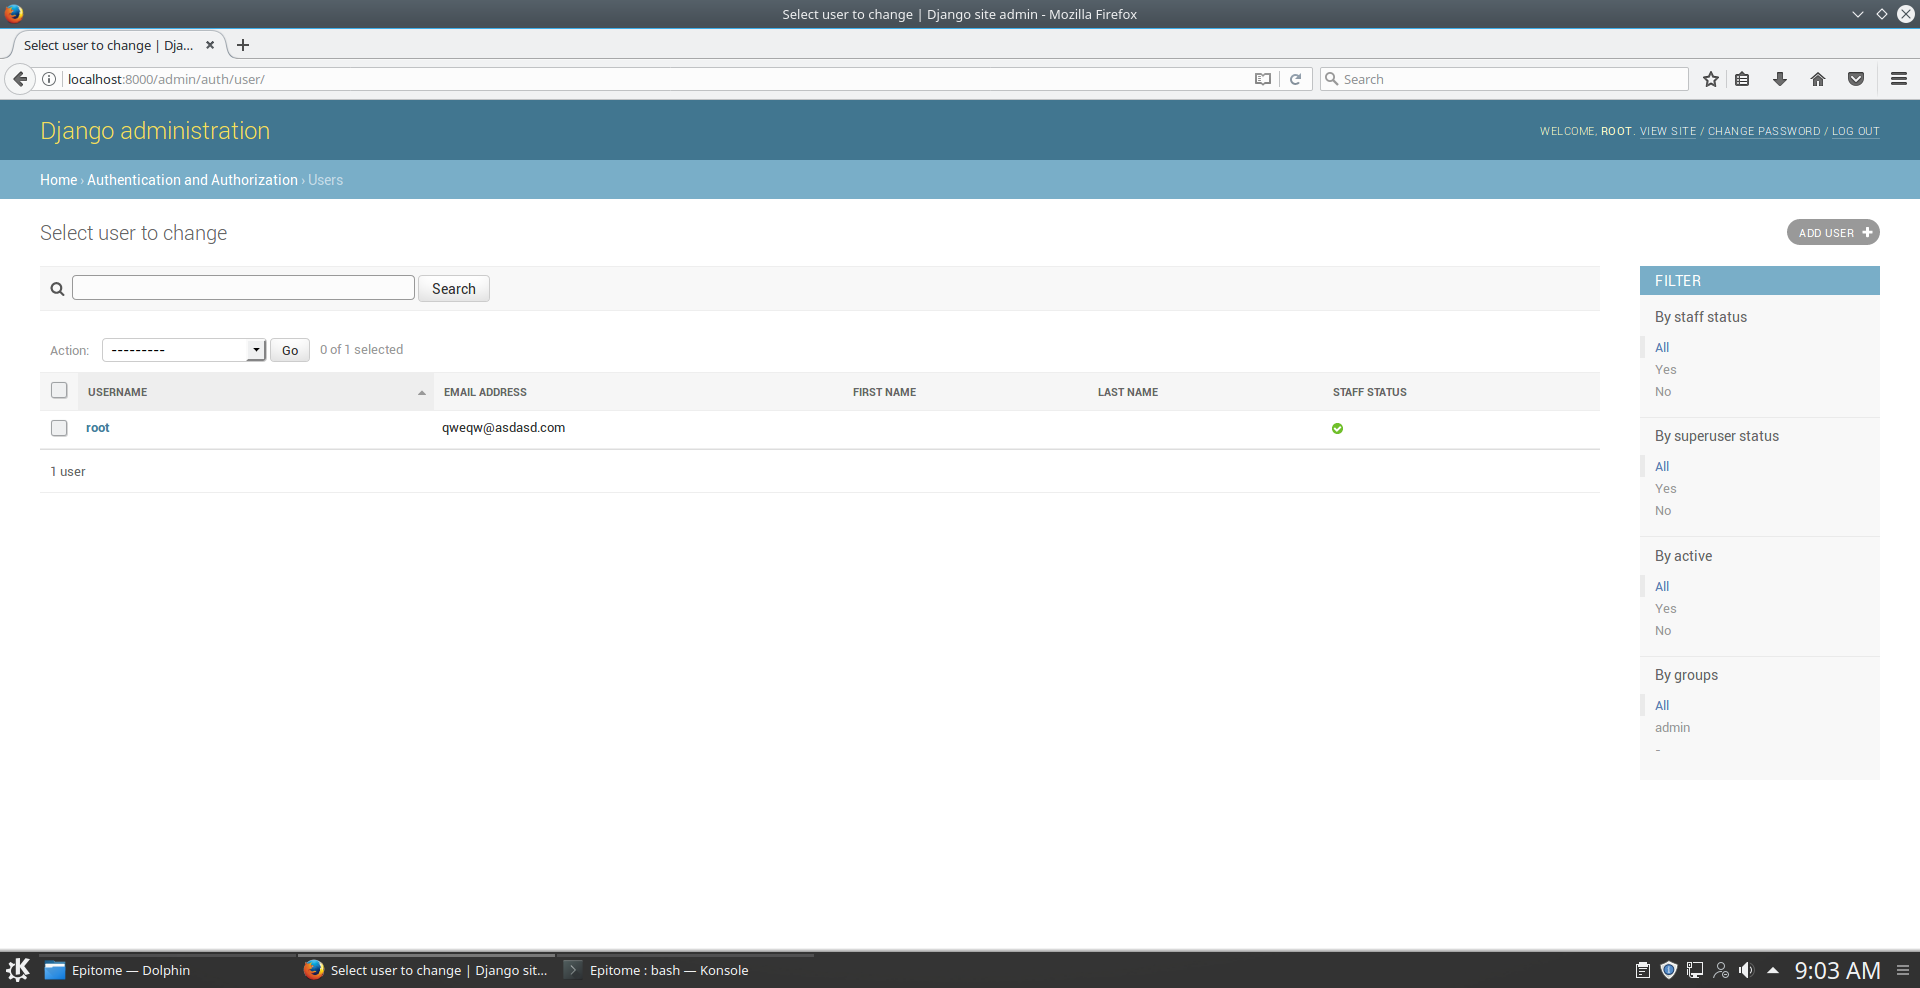 Select user to change | Django site admin - Mozilla Firefox
Select user to change | Dja...
localhost:8000/admin/auth/user/
Search
Django administration
WELCOME, ROOT. VIEW SITE / CHANGE PASSWORD / LOG OUT
Home › Authentication and Authorization › Users
Select user to change
ADD USER
Search
Action: --------- Go 0 of 1 selected
USERNAME EMAIL ADDRESS FIRST NAME LAST NAME STAFF STATUS
root qweqw@asdasd.com
1 user
FILTER
By staff status
All
Yes
No
By superuser status
All
Yes
No
By active
All
Yes
No
By groups
All
admin
-
Epitome — Dolphin
Select user to change | Django sit...
Epitome : bash — Konsole
9:03 AM